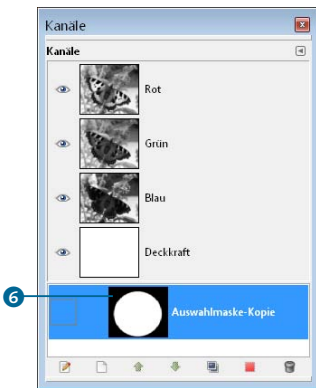 Kanäle
Kanäle
Rot
Grün
Blau
Deckkraft
6
Auswahlmaske-Kopie